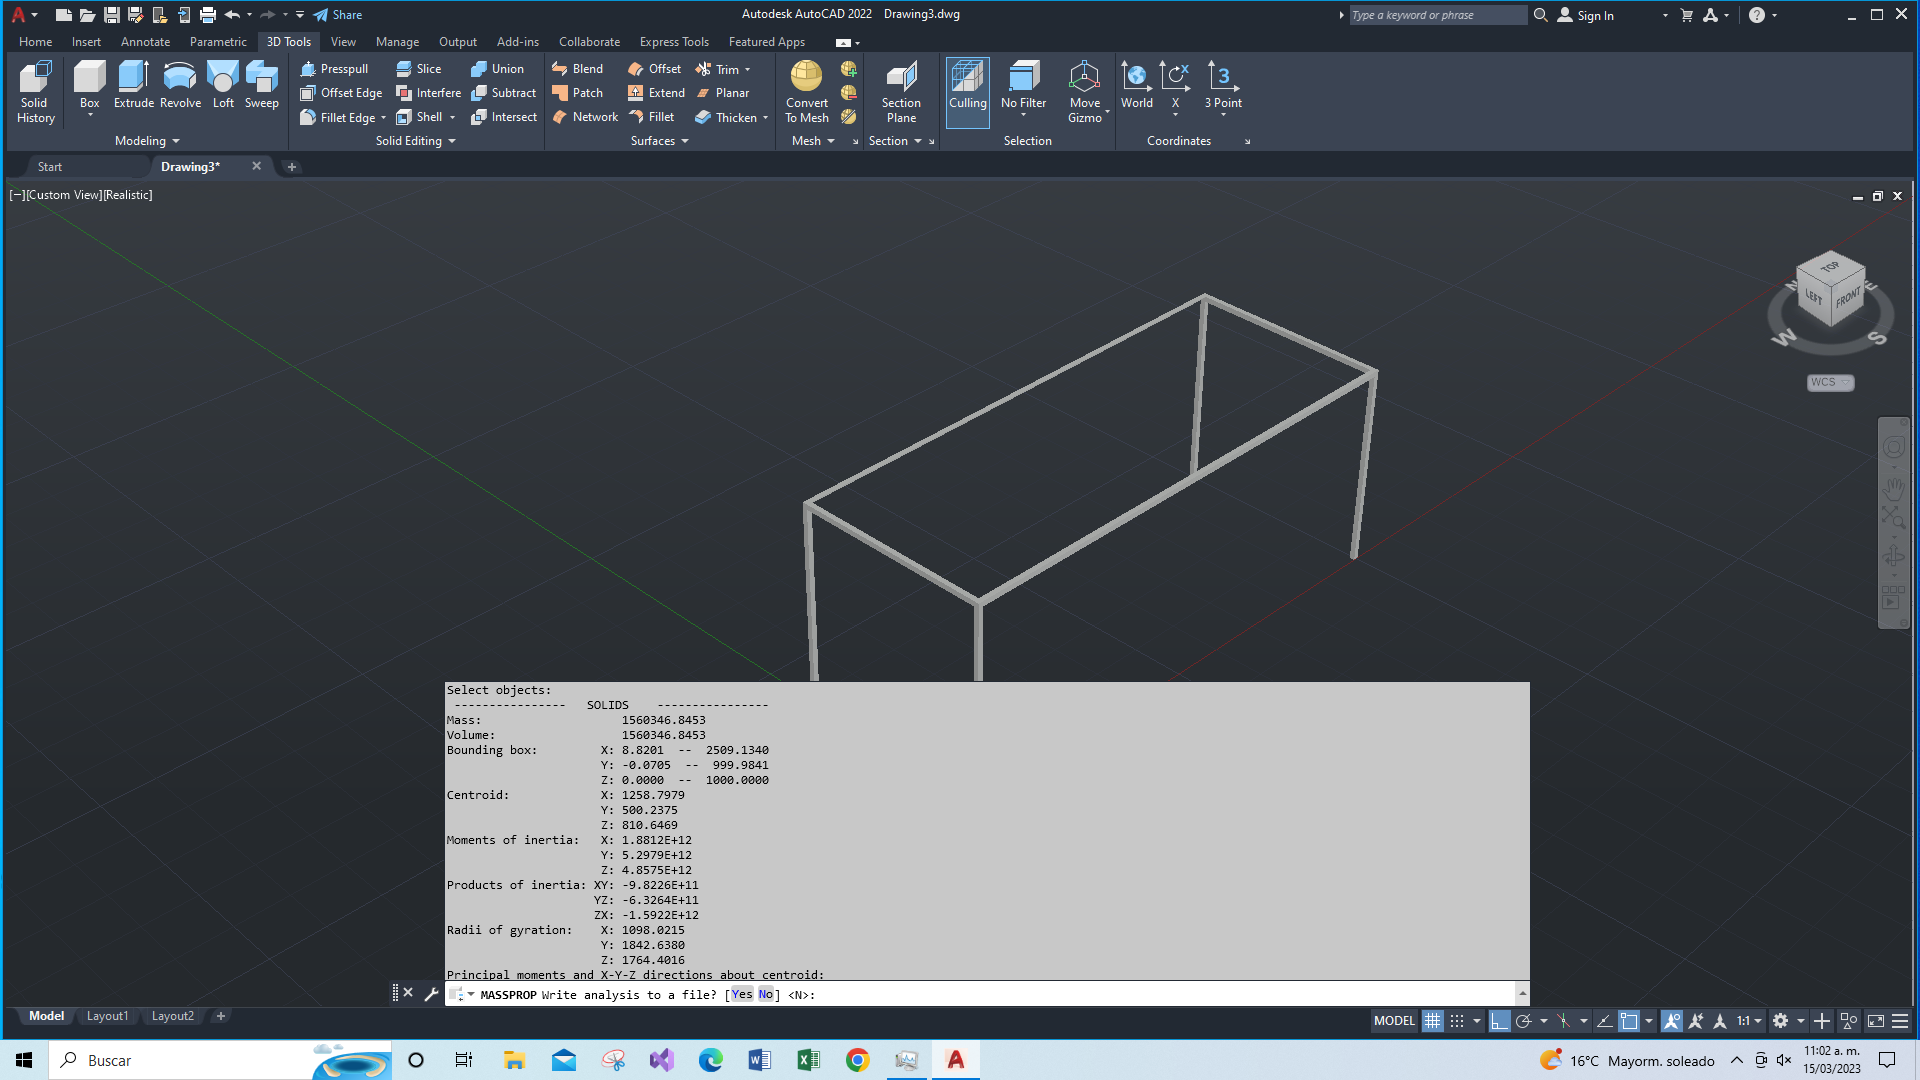 Share
Autodesk AutoCAD 2022 Drawing3.dwg
Type a keyword or phrase
Sign In
Home Insert Annotate Parametric 3D Tools View Manage Output Add-ins Collaborate Express Tools Featured Apps
Solid History
Box
Extrude
Revolve
Loft
Sweep
Modeling
Presspull
Offset Edge
Fillet Edge
Slice
Interfere
Shell
Union
Subtract
Intersect
Solid Editing
Blend
Patch
Network
Offset
Extend
Fillet
Trim
Planar
Thicken
Surfaces
Convert To Mesh
Mesh
Section Plane
Section
Culling
No Filter
Move Gizmo
Selection
World
X
3 Point
Coordinates
Start
Drawing3*
[−][Custom View][Realistic]
TOP
LEFT
FRONT
N
E
W
S
WCS
Select objects:
---------------- SOLIDS ----------------
Mass: 1560346.8453
Volume: 1560346.8453
Bounding box: X: 8.8201 -- 2509.1340
Y: -0.0705 -- 999.9841
Z: 0.0000 -- 1000.0000
Centroid: X: 1258.7979
Y: 500.2375
Z: 810.6469
Moments of inertia: X: 1.8812E+12
Y: 5.2979E+12
Z: 4.8575E+12
Products of inertia: XY: -9.8226E+11
YZ: -6.3264E+11
ZX: -1.5922E+12
Radii of gyration: X: 1098.0215
Y: 1842.6380
Z: 1764.4016
Principal moments and X-Y-Z directions about centroid:
MASSPROP Write analysis to a file? [Yes No] <N>:
Model Layout1 Layout2
MODEL
1:1
Buscar
16°C Mayorm. soleado
11:02 a. m.
15/03/2023